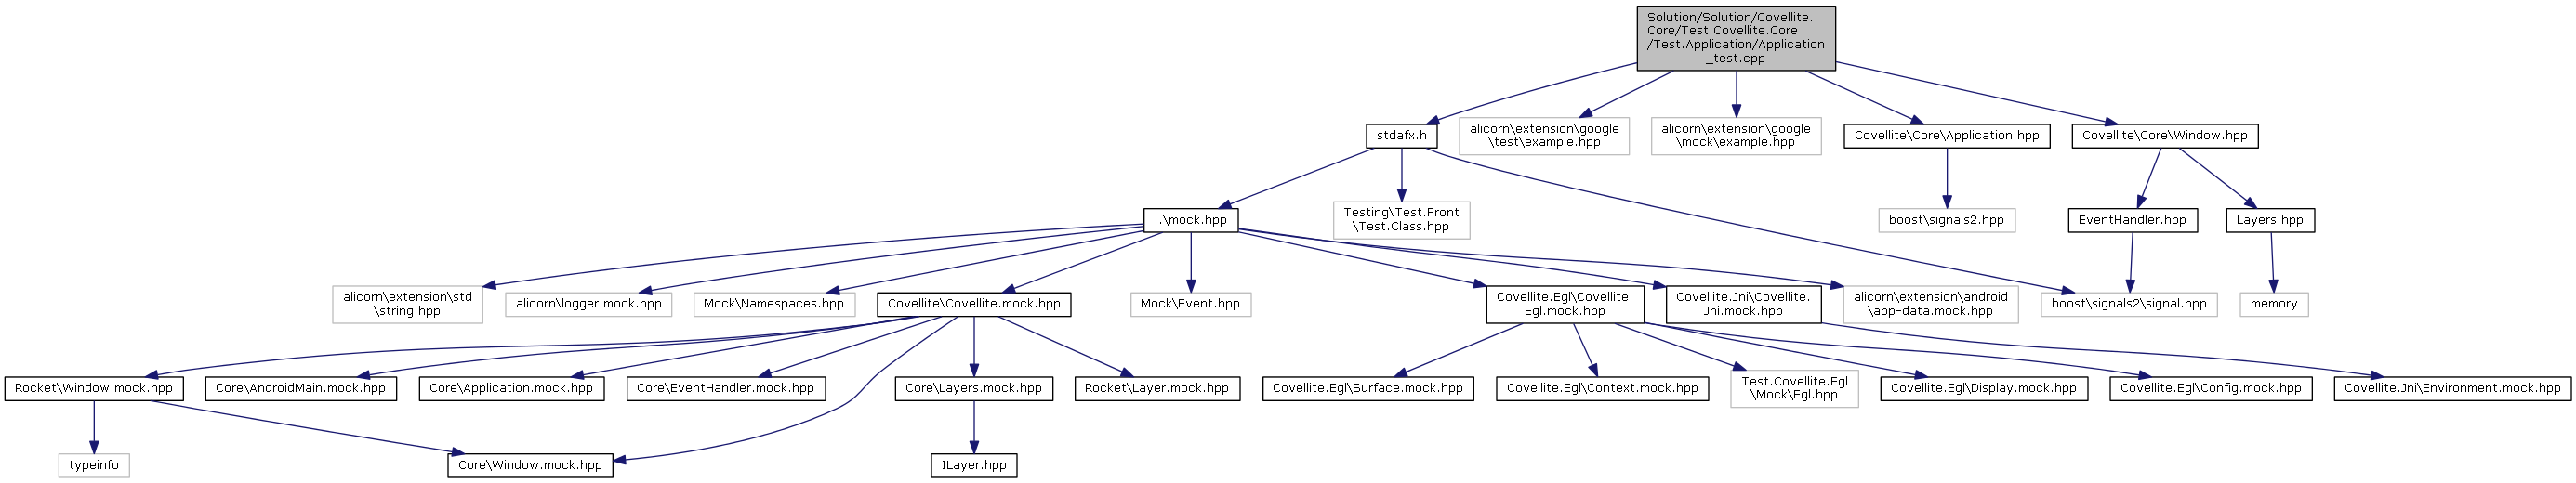 Solution/Solution/Covellite.
Core/Test.Covellite.Core
/Test.Application/Application
_test.cpp
stdafx.h
alicorn\extension\google
\test\example.hpp
alicorn\extension\google
\mock\example.hpp
Covellite\Core\Application.hpp
Covellite\Core\Window.hpp
..\mock.hpp
Testing\Test.Front
\Test.Class.hpp
boost\signals2.hpp
EventHandler.hpp
Layers.hpp
alicorn\extension\std
\string.hpp
alicorn\logger.mock.hpp
Mock\Namespaces.hpp
Covellite\Covellite.mock.hpp
Mock\Event.hpp
Covellite.Egl\Covellite.
Egl.mock.hpp
Covellite.Jni\Covellite.
Jni.mock.hpp
alicorn\extension\android
\app-data.mock.hpp
boost\signals2\signal.hpp
memory
Rocket\Window.mock.hpp
Core\AndroidMain.mock.hpp
Core\Application.mock.hpp
Core\EventHandler.mock.hpp
Core\Layers.mock.hpp
Rocket\Layer.mock.hpp
Covellite.Egl\Surface.mock.hpp
Covellite.Egl\Context.mock.hpp
Test.Covellite.Egl
\Mock\Egl.hpp
Covellite.Egl\Display.mock.hpp
Covellite.Egl\Config.mock.hpp
Covellite.Jni\Environment.mock.hpp
typeinfo
Core\Window.mock.hpp
ILayer.hpp